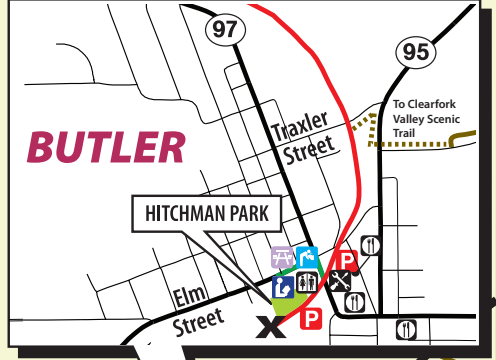 97
95
To Clearfork
Valley Scenic
Trail
Traxler
Street
BUTLER
HITCHMAN PARK
P
Elm
Street
P
X